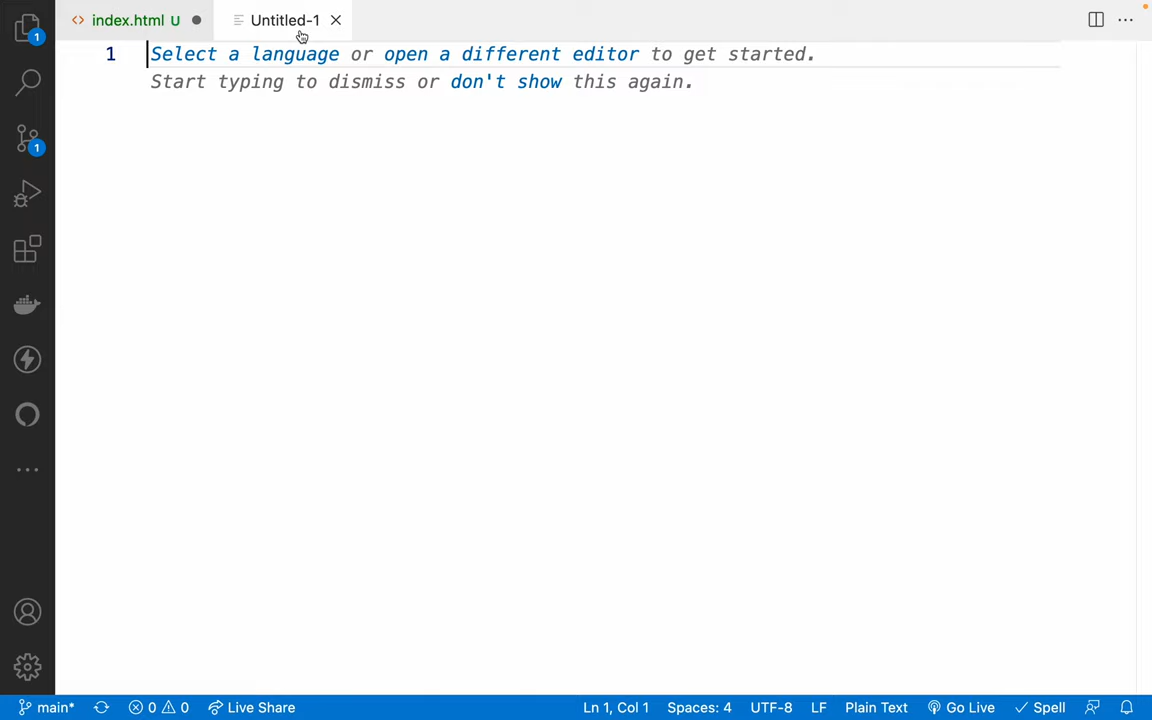 index.html U
Untitled-1
1
1
Select a language or open a different editor to get started.
Start typing to dismiss or don't show this again.
1
main*
0
0
Live Share
Ln 1, Col 1
Spaces: 4
UTF-8
LF
Plain Text
Go Live
Spell